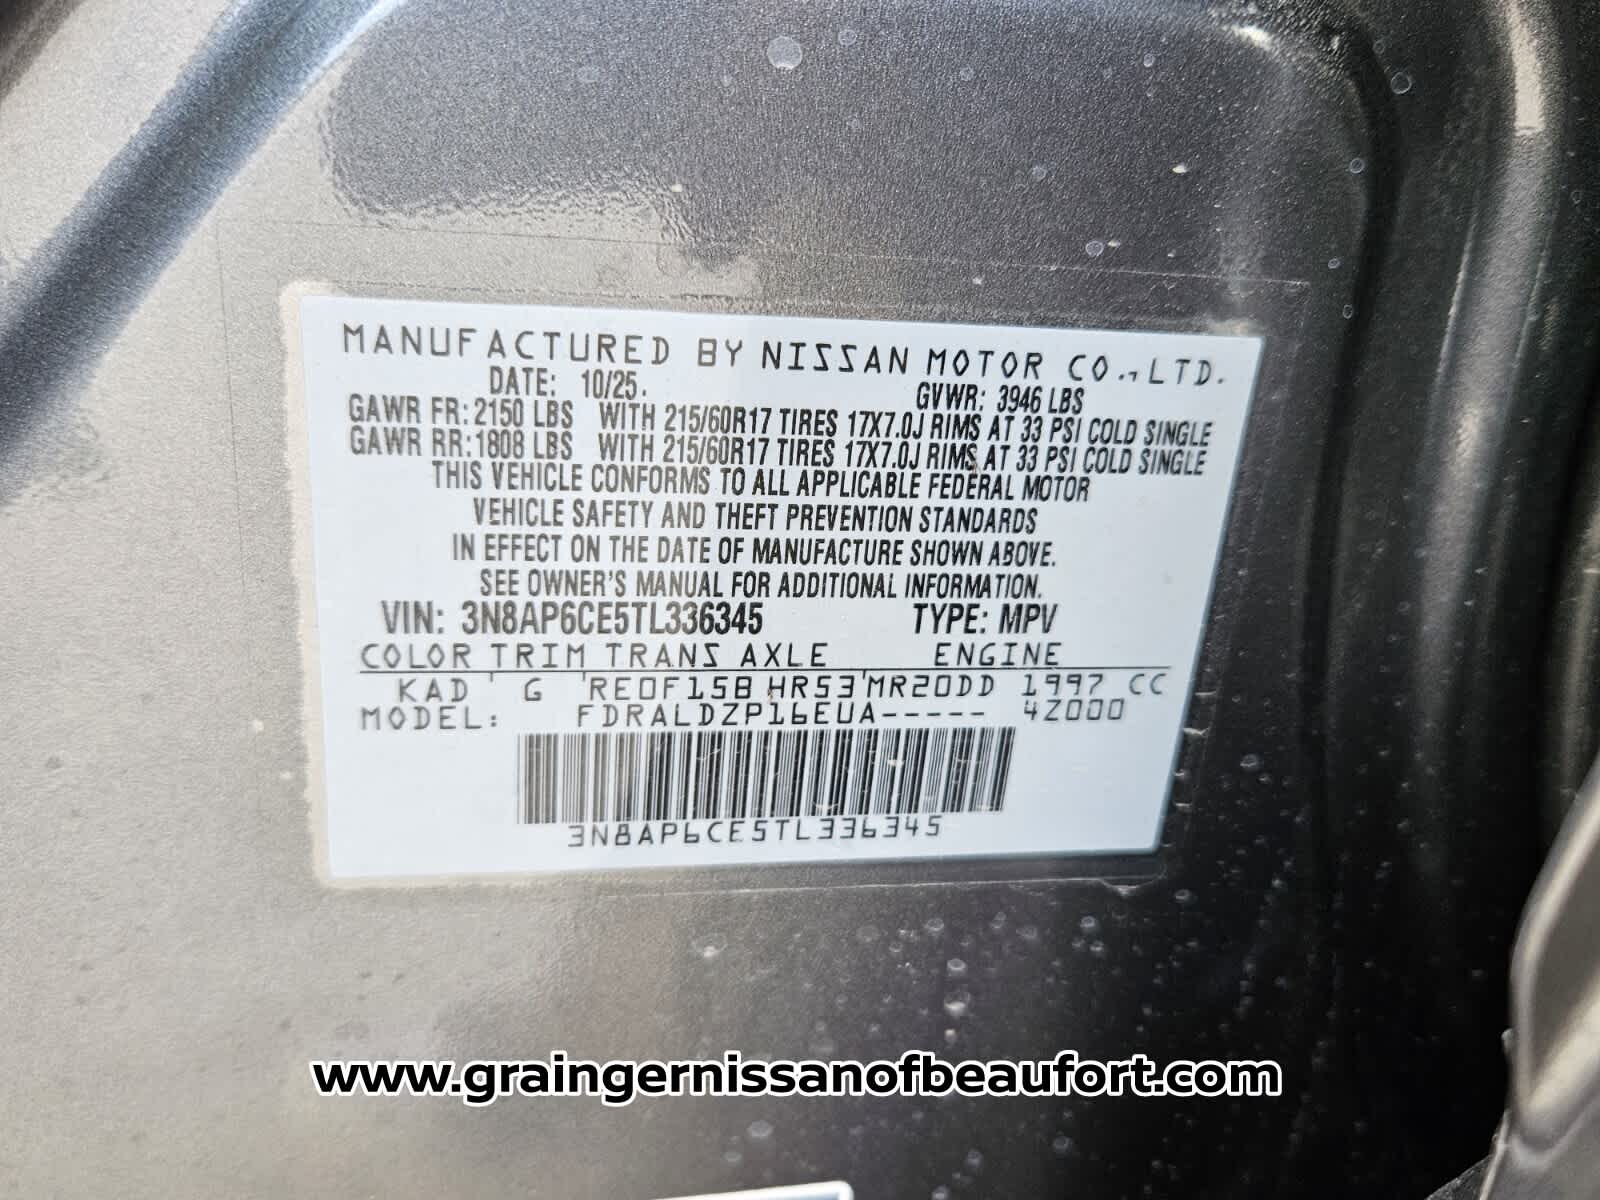 MANUFACTURED BY NISSAN MOTOR CO.,LTD.
DATE: 10/25. GVWR: 3946 LBS
GAWR FR: 2150 LBS WITH 215/60R17 TIRES 17X7.0J RIMS AT 33 PSI COLD SINGLE
GAWR RR: 1808 LBS WITH 215/60R17 TIRES 17X7.0J RIMS AT 33 PSI COLD SINGLE
THIS VEHICLE CONFORMS TO ALL APPLICABLE FEDERAL MOTOR
VEHICLE SAFETY AND THEFT PREVENTION STANDARDS
IN EFFECT ON THE DATE OF MANUFACTURE SHOWN ABOVE.
SEE OWNER'S MANUAL FOR ADDITIONAL INFORMATION.
VIN: 3N8AP6CE5TL336345 TYPE: MPV
COLOR TRIM TRANS AXLE ENGINE
KAD G RE0F15B HR53 MR20DD 1997 CC
MODEL: FDRALDZP16EUA----- 4Z000
3N8AP6CE5TL336345
www.graingernissanofbeaufort.com